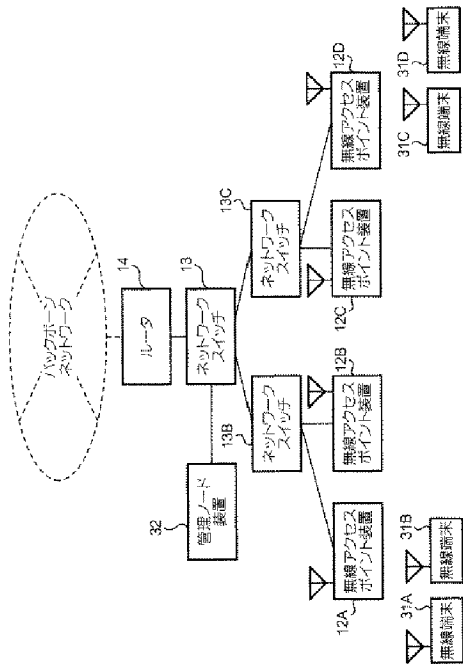 バックボーン
ネットワーク
14
ルータ
13
ネットワーク
スイッチ
32
管理ノード
装置
13B
ネットワーク
スイッチ
13C
ネットワーク
スイッチ
12A
無線アクセス
ポイント装置
12B
無線アクセス
ポイント装置
12C
無線アクセス
ポイント装置
12D
無線アクセス
ポイント装置
31A
無線端末
31B
無線端末
31C
無線端末
31D
無線端末